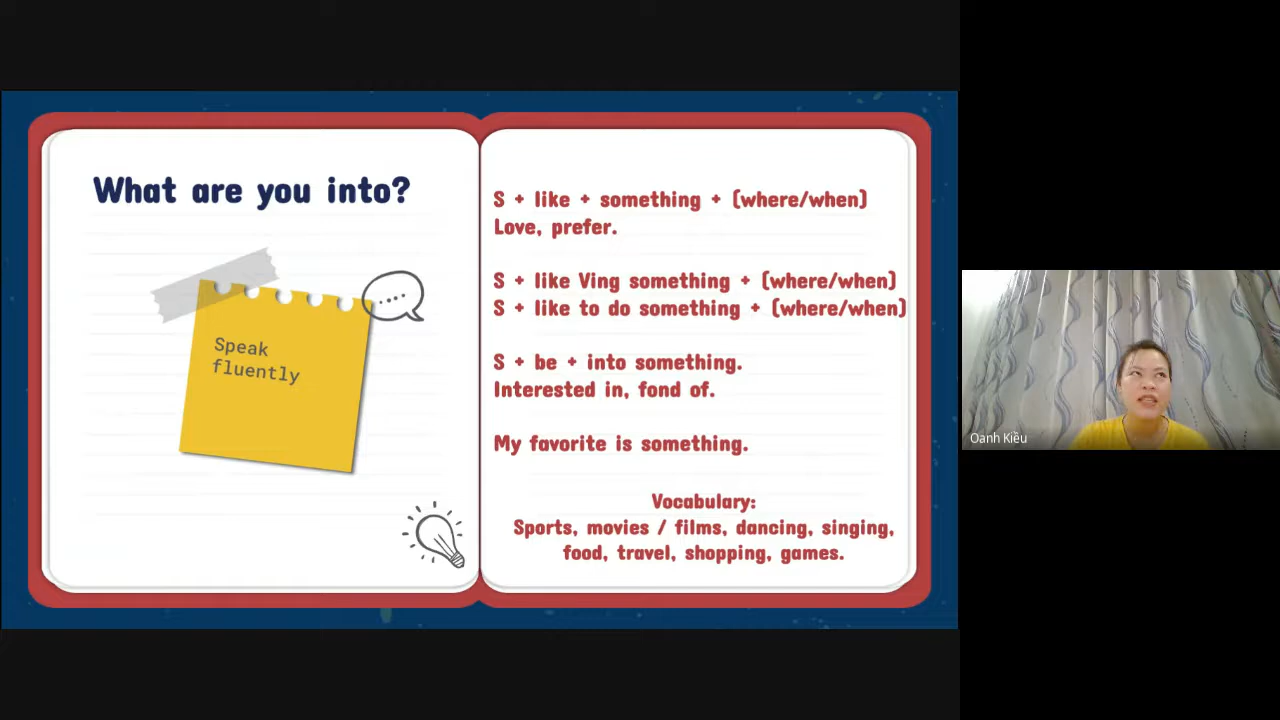 What are you into?
Speak
fluently
S + like + something + (where/when)
Love, prefer.
S + like Ving something + (where/when)
S + like to do something + (where/when)
S + be + into something.
Interested in, fond of.
My favorite is something.
Vocabulary:
Sports, movies / films, dancing, singing,
food, travel, shopping, games.
Oanh Kiều